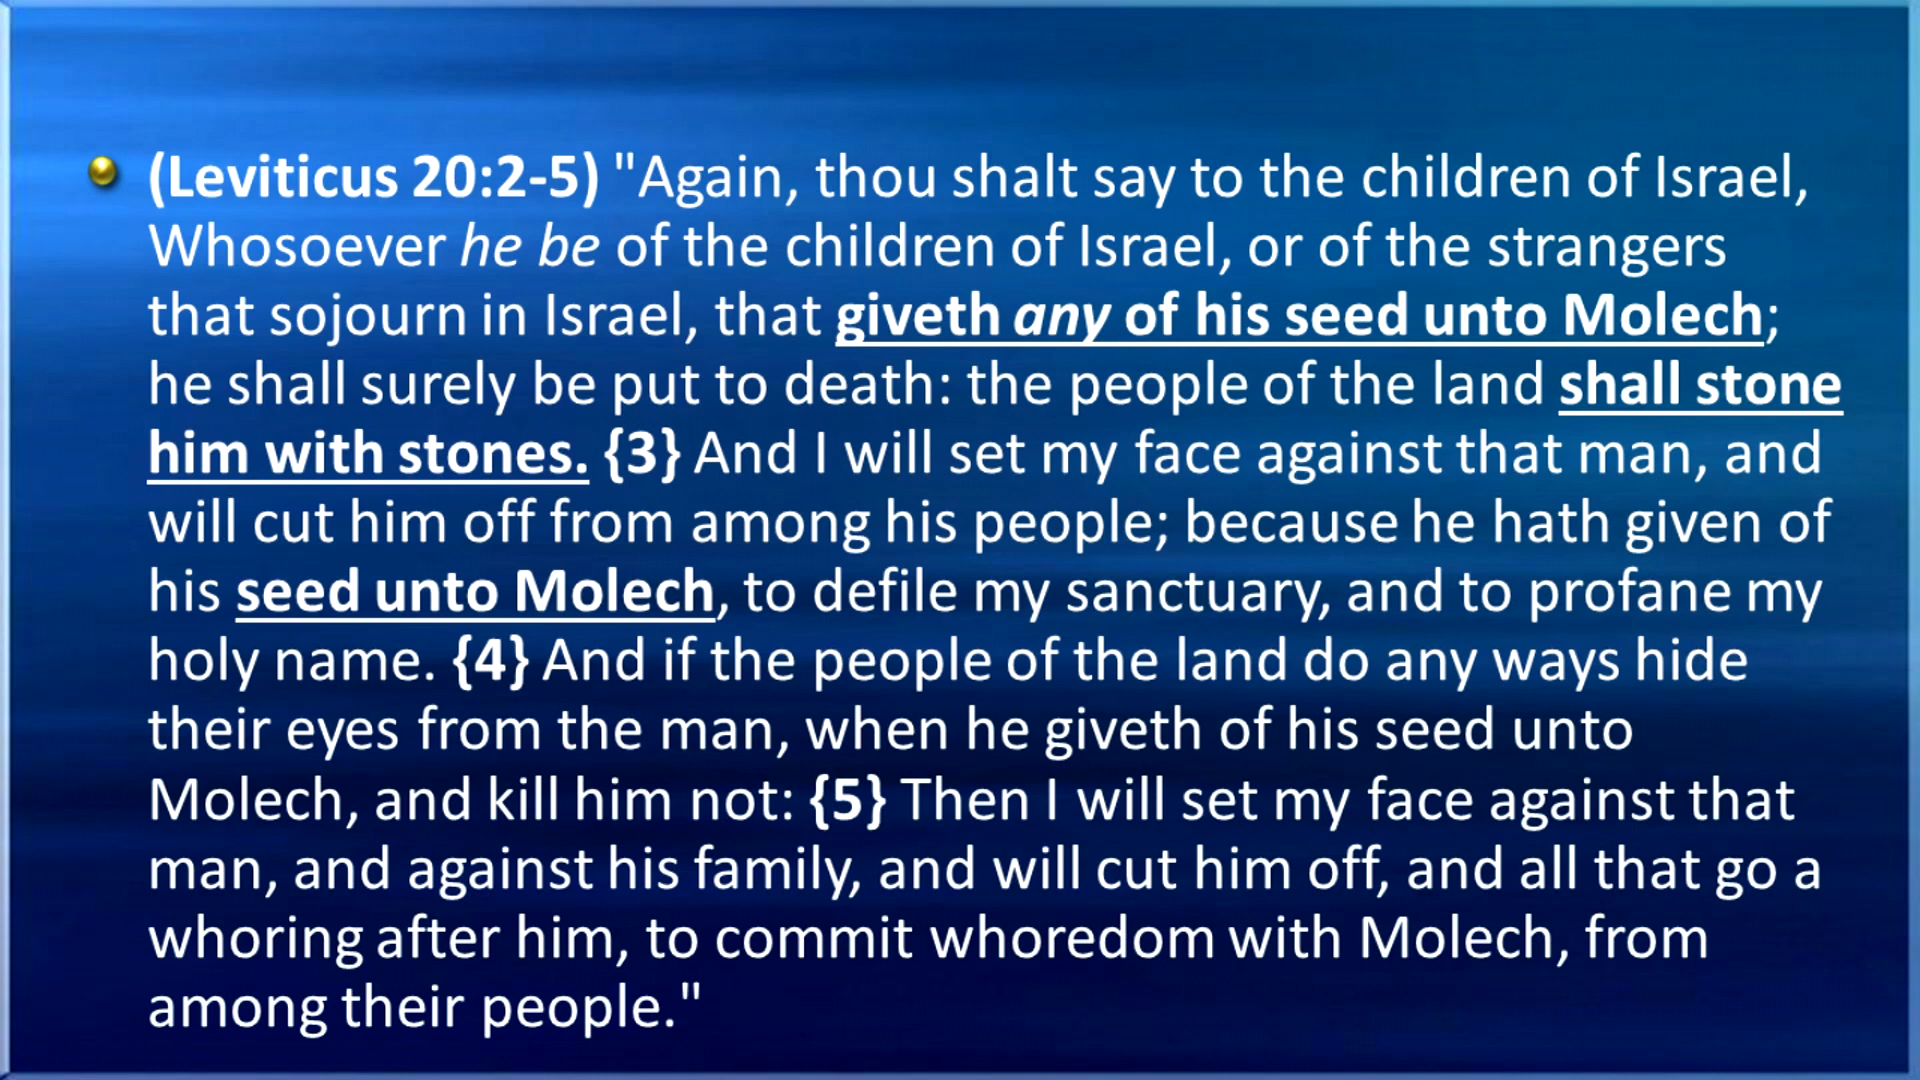 (Leviticus 20:2-5) "Again, thou shalt say to the children of Israel,
Whosoever he be of the children of Israel, or of the strangers
that sojourn in Israel, that giveth any of his seed unto Molech;
he shall surely be put to death: the people of the land shall stone
him with stones. {3} And I will set my face against that man, and
will cut him off from among his people; because he hath given of
his seed unto Molech, to defile my sanctuary, and to profane my
holy name. {4} And if the people of the land do any ways hide
their eyes from the man, when he giveth of his seed unto
Molech, and kill him not: {5} Then I will set my face against that
man, and against his family, and will cut him off, and all that go a
whoring after him, to commit whoredom with Molech, from
among their people."